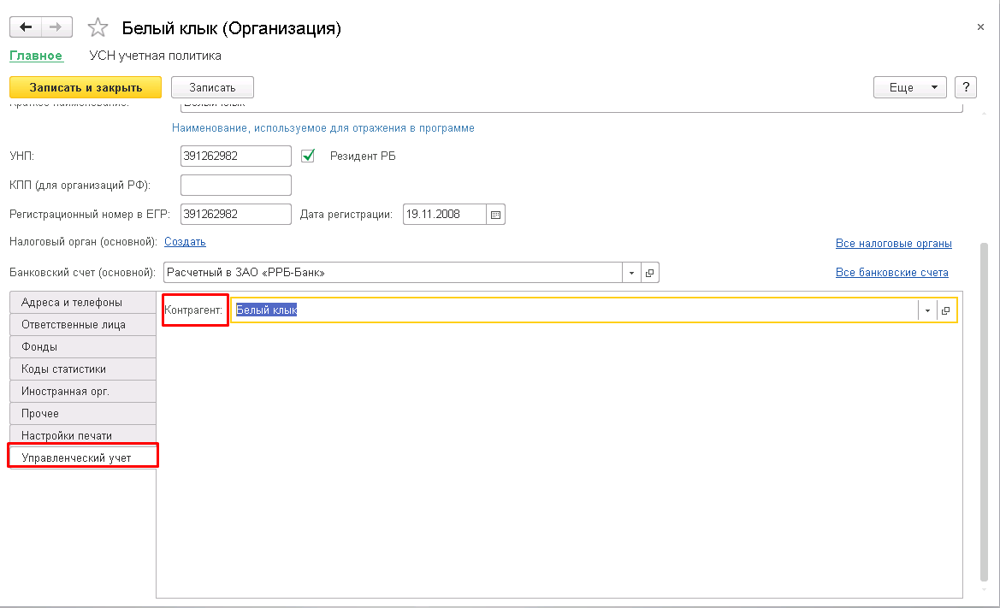 Белый клык (Организация)
Главное УСН учетная политика
Записать и закрыть Записать Еще ?
Наименование, используемое для отражения в программе
УНП: 391262982 Резидент РБ
КПП (для организаций РФ):
Регистрационный номер в ЕГР: 391262982 Дата регистрации: 19.11.2008
Налоговый орган (основной): Создать Все налоговые органы
Банковский счет (основной): Расчетный в ЗАО «РРБ-Банк» Все банковские счета
Адреса и телефоны Контрагент: Белый клык
Ответственные лица
Фонды
Коды статистики
Иностранная орг.
Прочее
Настройки печати
Управленческий учет